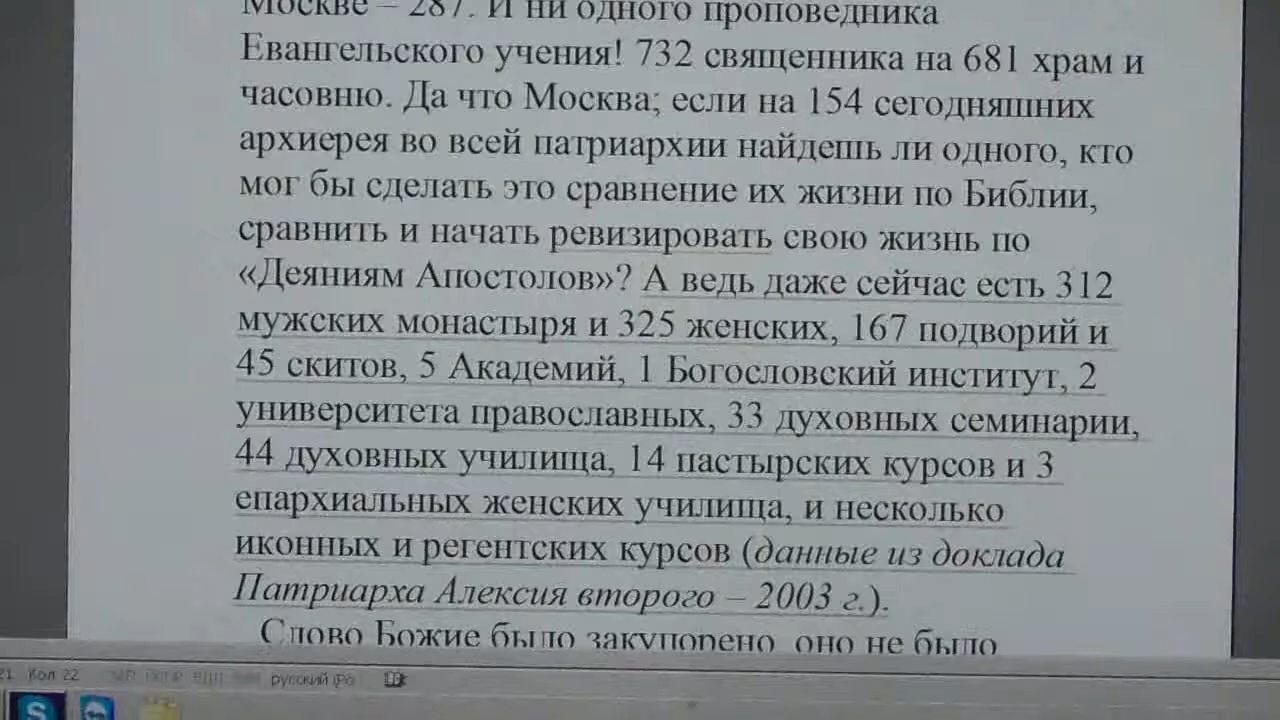 Москве – 287. И ни одного проповедника
Евангельского учения! 732 священника на 681 храм и
часовню. Да что Москва; если на 154 сегодняшних
архиерея во всей патриархии найдешь ли одного, кто
мог бы сделать это сравнение их жизни по Библии,
сравнить и начать ревизировать свою жизнь по
«Деяниям Апостолов»? А ведь даже сейчас есть 312
мужских монастыря и 325 женских, 167 подворий и
45 скитов, 5 Академий, 1 Богословский институт, 2
университета православных, 33 духовных семинарии,
44 духовных училища, 14 пастырских курсов и 3
епархиальных женских училища, и несколько
иконных и регентских курсов (данные из доклада
Патриарха Алексия второго – 2003 г.).
Слово Божие было закупорено, оно не было
21 Кол 22 русский (Ро